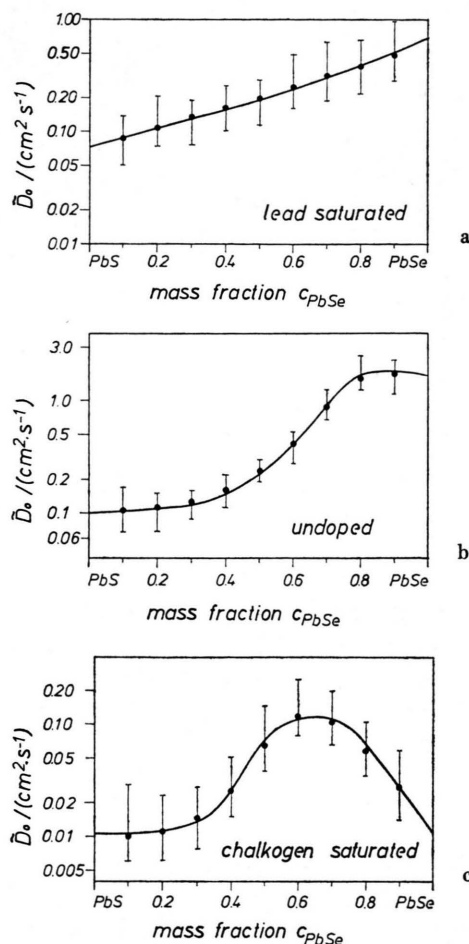 1.00
0.50
0.20
0.10
0.05
0.02
0.01
D̃₀ / (cm² s⁻¹)
lead saturated
PbS 0.2 0.4 0.6 0.8 PbSe
mass fraction c_PbSe
a
3.0
1.0
0.5
0.2
0.1
0.06
D̃₀ / (cm²·s⁻¹)
undoped
PbS 0.2 0.4 0.6 0.8 PbSe
mass fraction c_PbSe
b
0.20
0.10
0.05
0.02
0.01
0.005
D̃₀ / (cm²·s⁻¹)
chalkogen saturated
PbS 0.2 0.4 0.6 0.8 PbSe
mass fraction c_PbSe
c